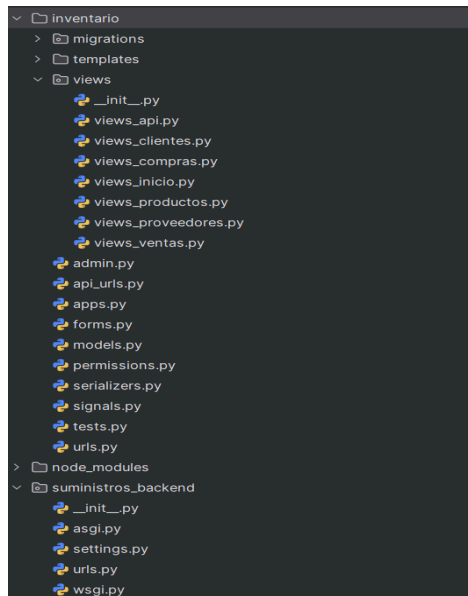 inventario
migrations
templates
views
__init__.py
views_api.py
views_clientes.py
views_compras.py
views_inicio.py
views_productos.py
views_proveedores.py
views_ventas.py
admin.py
api_urls.py
apps.py
forms.py
models.py
permissions.py
serializers.py
signals.py
tests.py
urls.py
node_modules
suministros_backend
__init__.py
asgi.py
settings.py
urls.py
wsgi.py